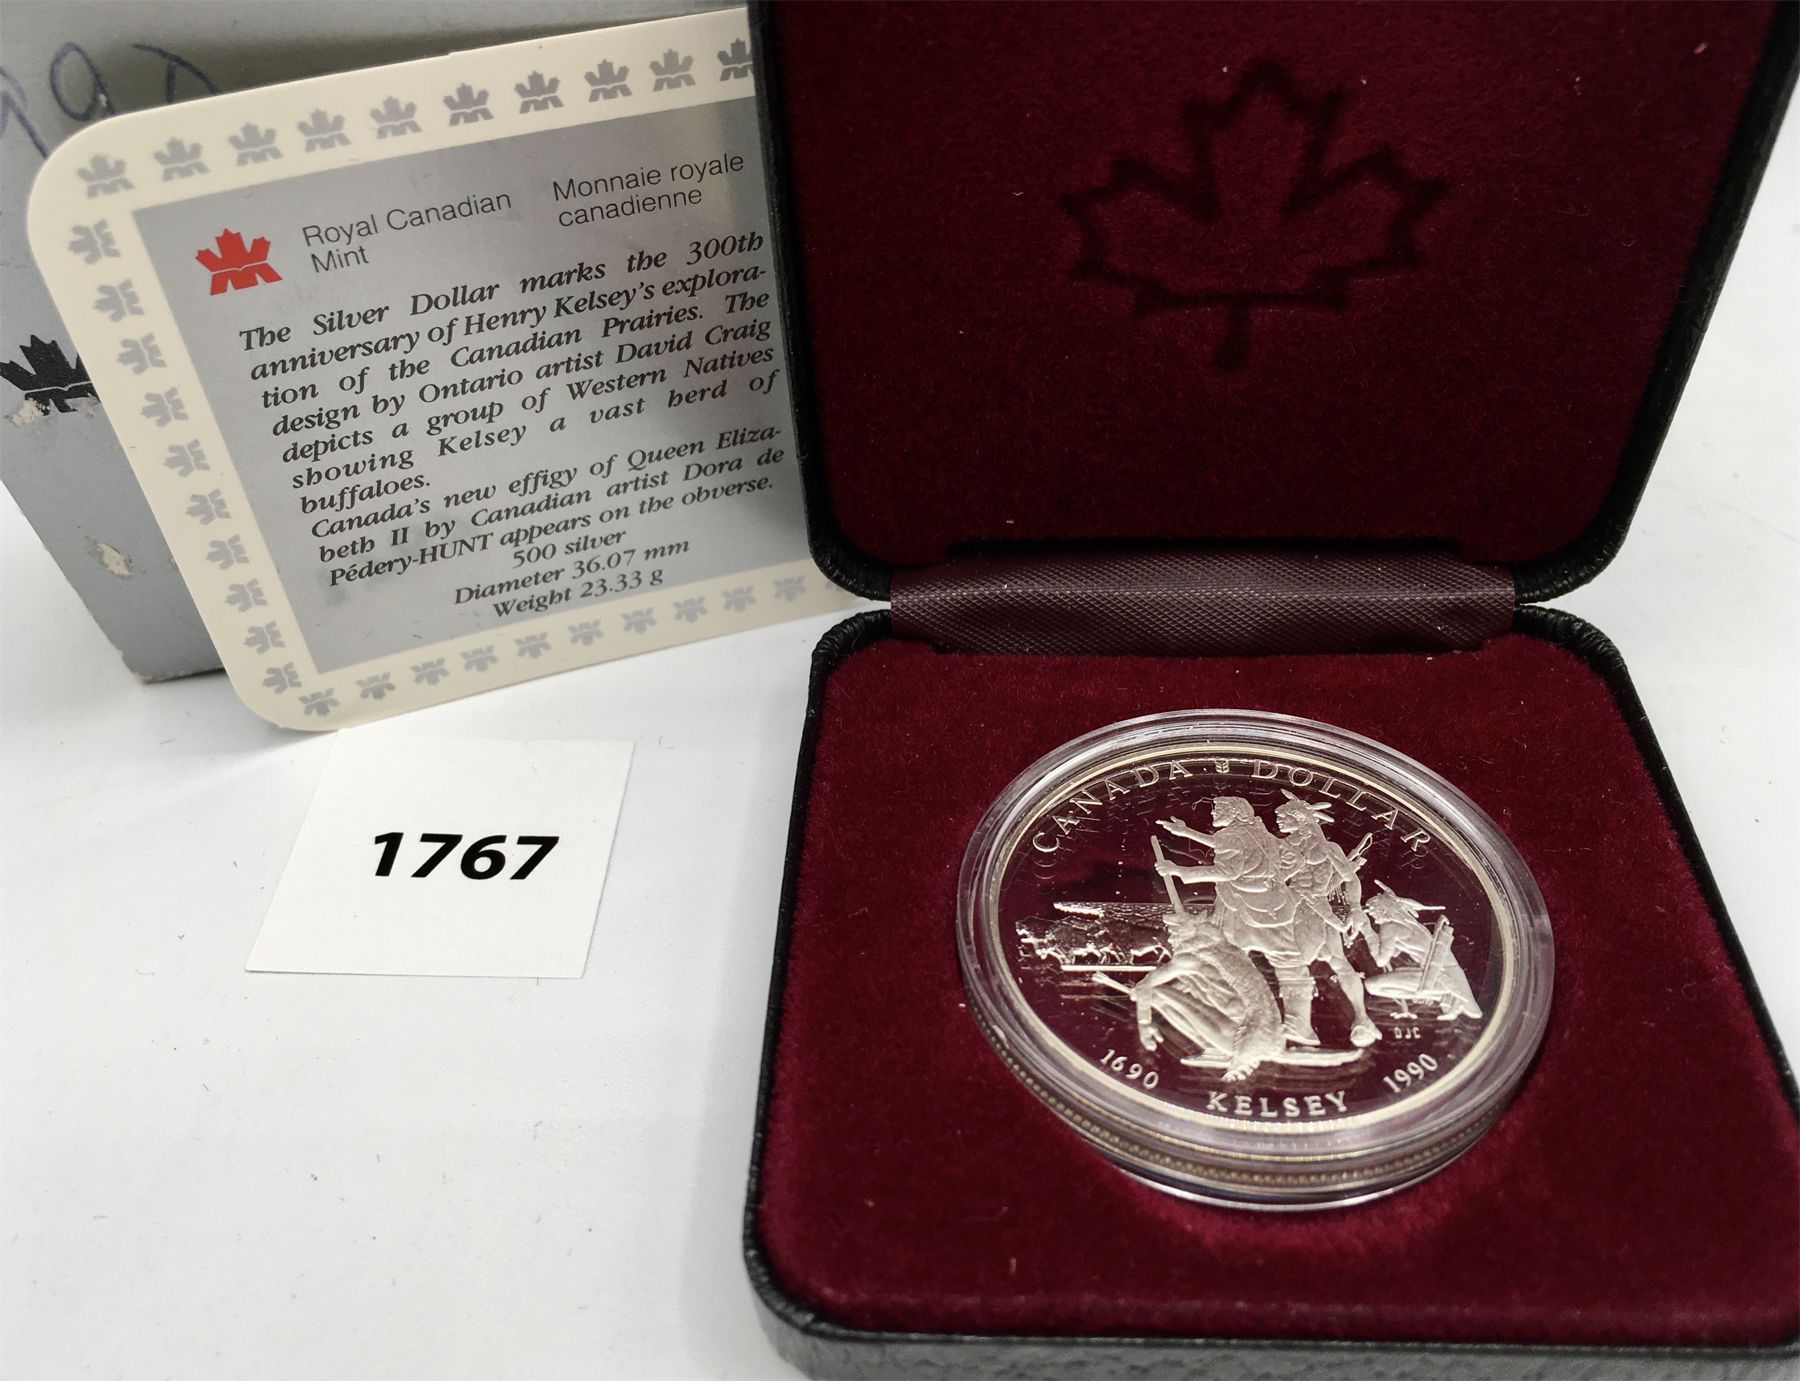 Royal Canadian
Mint
Monnaie royale
canadienne
The Silver Dollar marks the 300th
anniversary of Henry Kelsey's explora-
tion of the Canadian Prairies. The
design by Ontario artist David Craig
depicts a group of Western Natives
showing Kelsey a vast herd of
buffaloes.
Canada's new effigy of Queen Eliza-
beth II by Canadian artist Dora de
Pédery-HUNT appears on the obverse.
500 silver
Diameter 36.07 mm
Weight 23.33 g
1767
CANADA DOLLAR
DJC
1690 KELSEY 1990